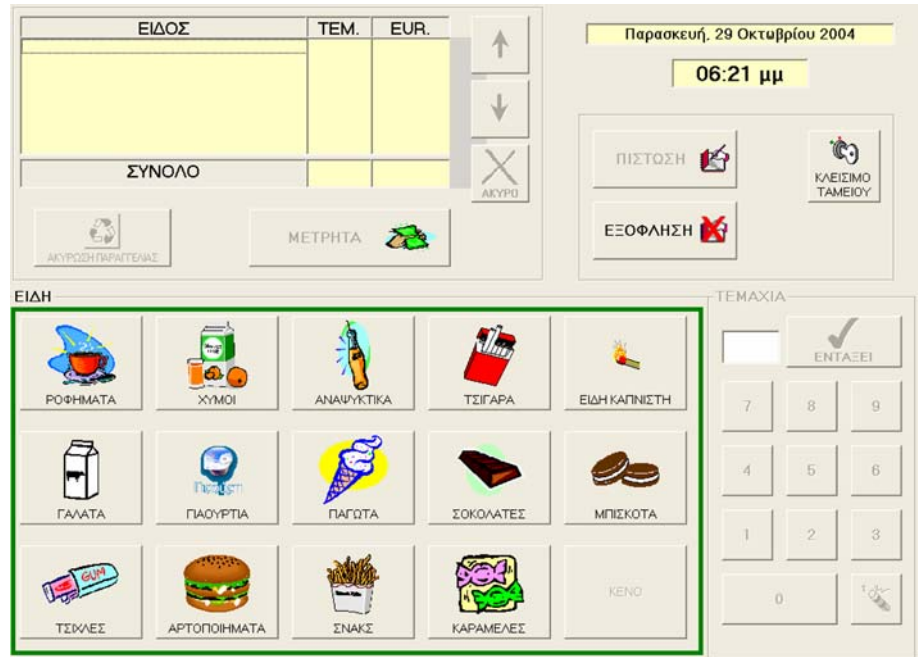 ΕΙΔΟΣ ΤΕΜ. EUR.
ΣΥΝΟΛΟ
ΑΚΥΡΟ
ΑΚΥΡΩΣΗ ΠΑΡΑΓΓΕΛΙΑΣ
ΜΕΤΡΗΤΑ
Παρασκευή, 29 Οκτωβρίου 2004
06:21 μμ
ΠΙΣΤΩΣΗ
ΕΞΟΦΛΗΣΗ
ΚΛΕΙΣΙΜΟ
ΤΑΜΕΙΟΥ
ΕΙΔΗ
ΡΟΦΗΜΑΤΑ ΧΥΜΟΙ ΑΝΑΨΥΚΤΙΚΑ ΤΣΙΓΑΡΑ ΕΙΔΗ ΚΑΠΝΙΣΤΗ
ΓΑΛΑΤΑ ΓΙΑΟΥΡΤΙΑ ΠΑΓΩΤΑ ΣΟΚΟΛΑΤΕΣ ΜΠΙΣΚΟΤΑ
GUM
ΤΣΙΧΛΕΣ ΑΡΤΟΠΟΙΗΜΑΤΑ ΣΝΑΚΣ ΚΑΡΑΜΕΛΕΣ ΚΕΝΟ
ΤΕΜΑΧΙΑ
ΕΝΤΑΞΕΙ
7 8 9
4 5 6
1 2 3
0